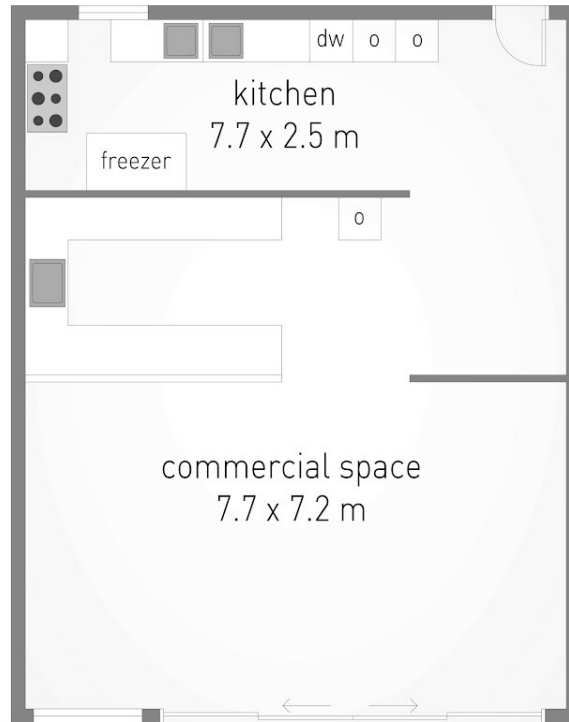 dw o o
kitchen
7.7 x 2.5 m
freezer
o
commercial space
7.7 x 7.2 m